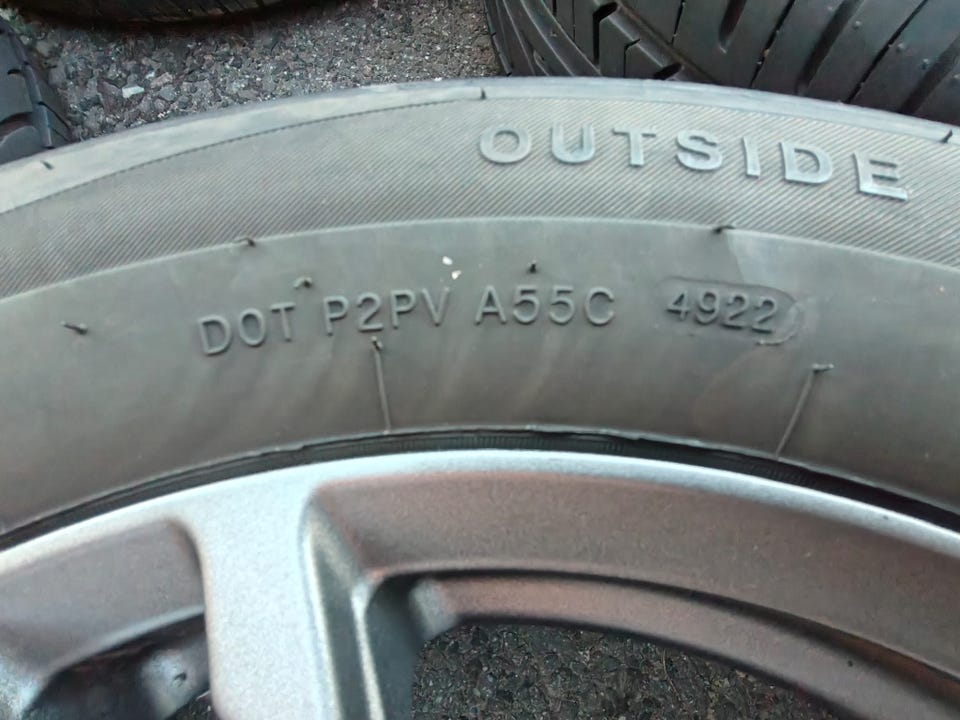 OUTSIDE
DOT P2PV A55C 4922